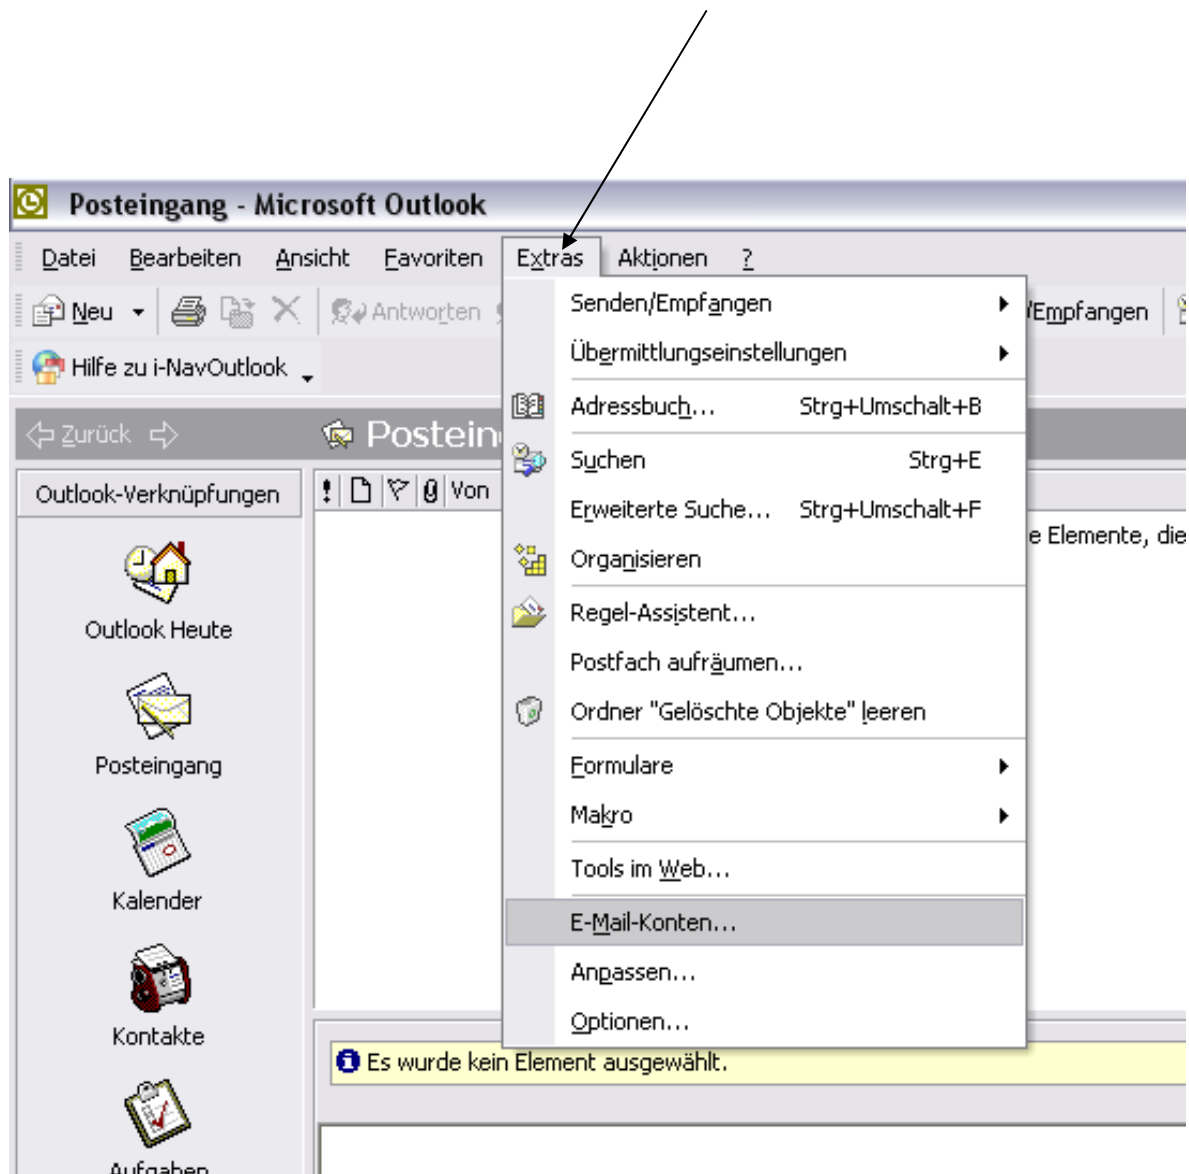 Posteingang - Microsoft Outlook
Datei Bearbeiten Ansicht Favoriten Extras Aktionen ?
Neu Antworten /Empfangen
Hilfe zu i-NavOutlook
Zurück Postein
Outlook-Verknüpfungen
Von
e Elemente, die
Outlook Heute
Posteingang
Kalender
Kontakte
Aufgaben
Senden/Empfangen
Übermittlungseinstellungen
Adressbuch... Strg+Umschalt+B
Suchen Strg+E
Erweiterte Suche... Strg+Umschalt+F
Organisieren
Regel-Assistent...
Postfach aufräumen...
Ordner "Gelöschte Objekte" leeren
Formulare
Makro
Tools im Web...
E-Mail-Konten...
Anpassen...
Optionen...
Es wurde kein Element ausgewählt.